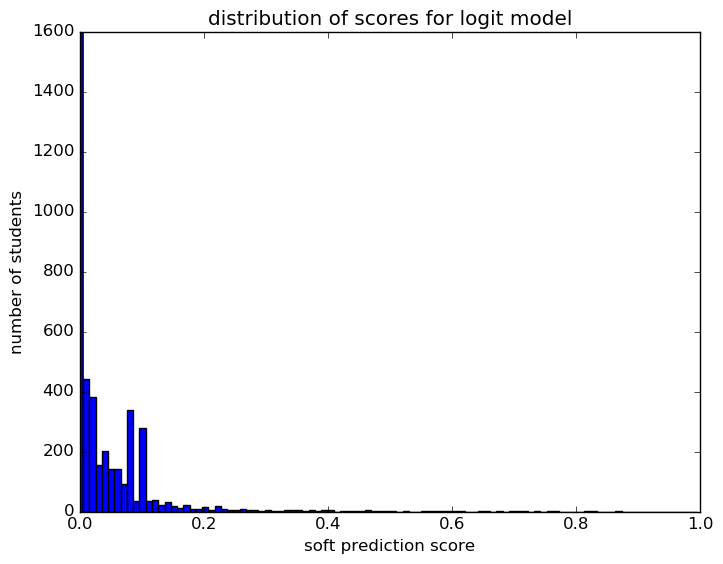 distribution of scores for logit model
1600
1400
1200
1000
800
600
400
200
0
number of students
0.0 0.2 0.4 0.6 0.8 1.0
soft prediction score